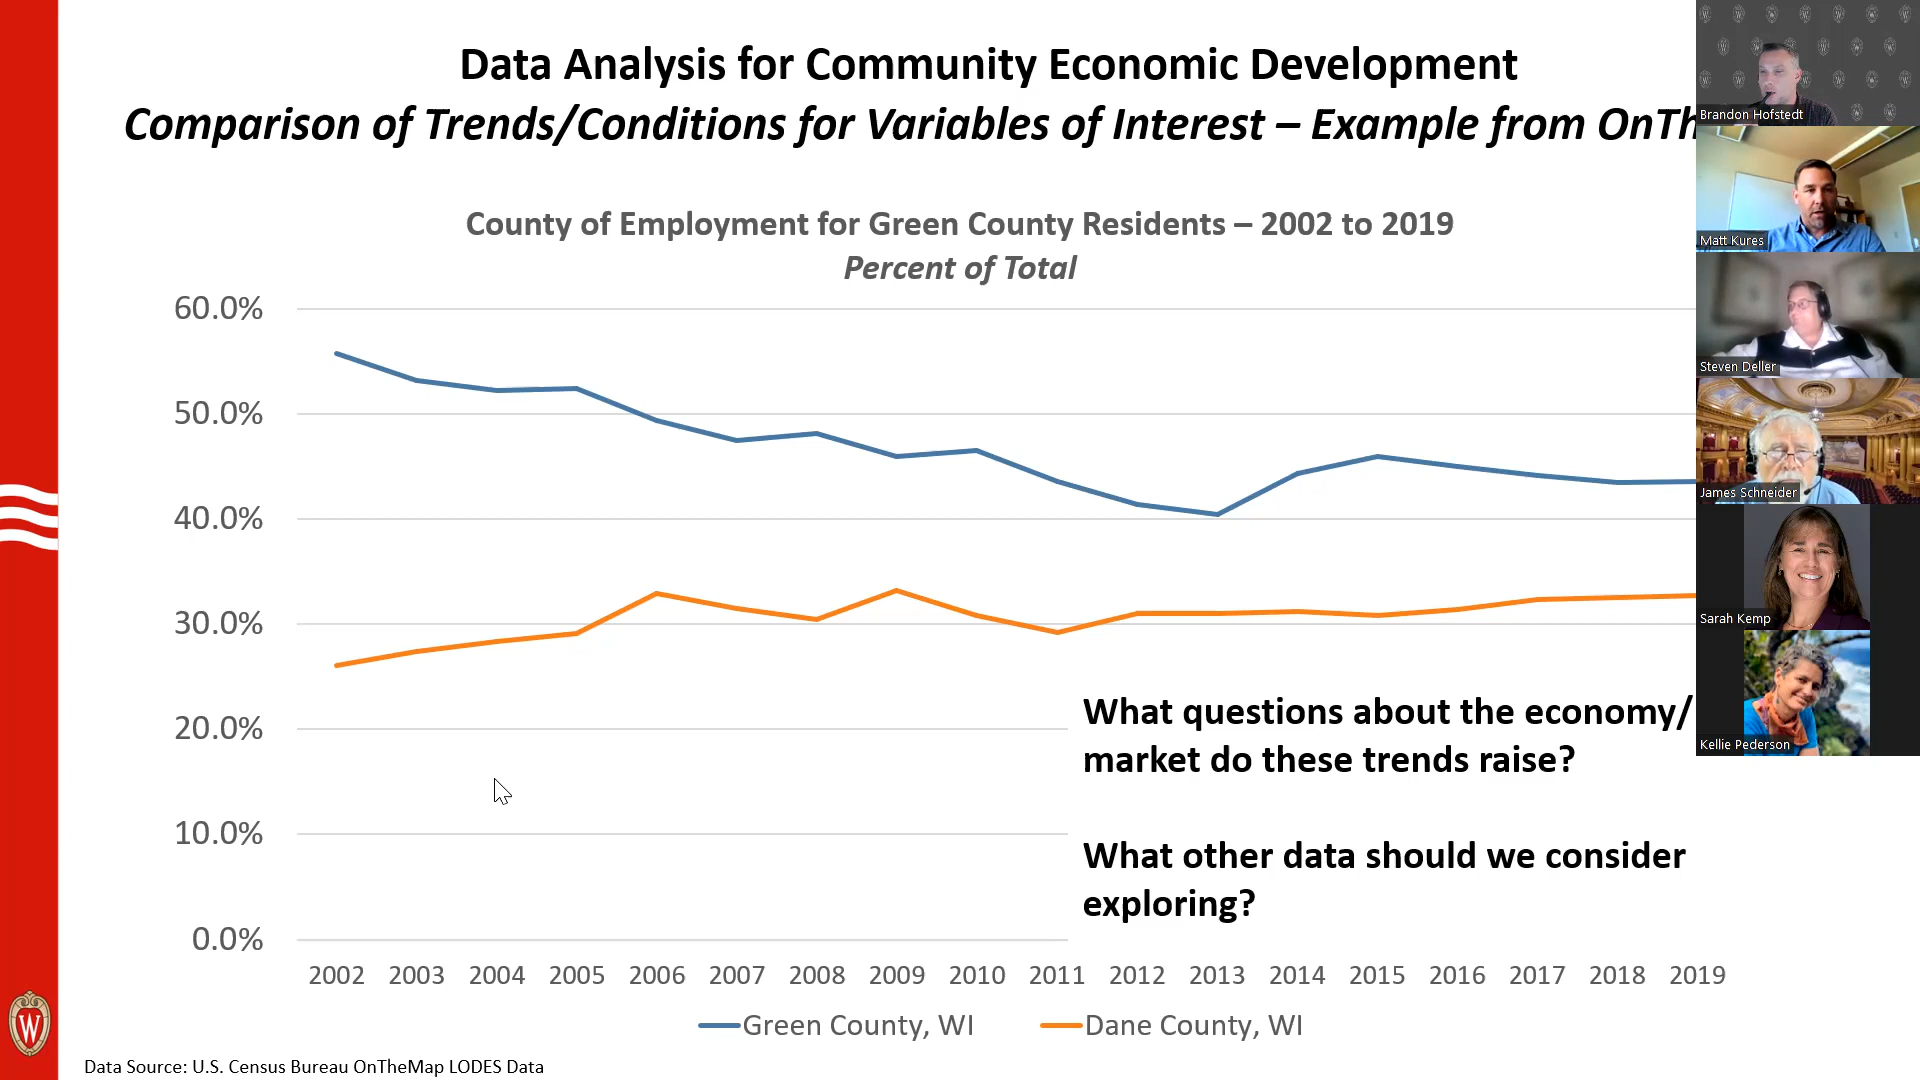 Data Analysis for Community Economic Development
Comparison of Trends/Conditions for Variables of Interest – Example from OnTh
County of Employment for Green County Residents – 2002 to 2019
Percent of Total
60.0%
50.0%
40.0%
30.0%
20.0%
10.0%
0.0%
2002 2003 2004 2005 2006 2007 2008 2009 2010 2011 2012 2013 2014 2015 2016 2017 2018 2019
What questions about the economy/
market do these trends raise?
What other data should we consider
exploring?
Green County, WI Dane County, WI
Data Source: U.S. Census Bureau OnTheMap LODES Data
W
Brandon Hofstedt
Matt Kures
Steven Deller
James Schneider
Sarah Kemp
Kellie Pederson